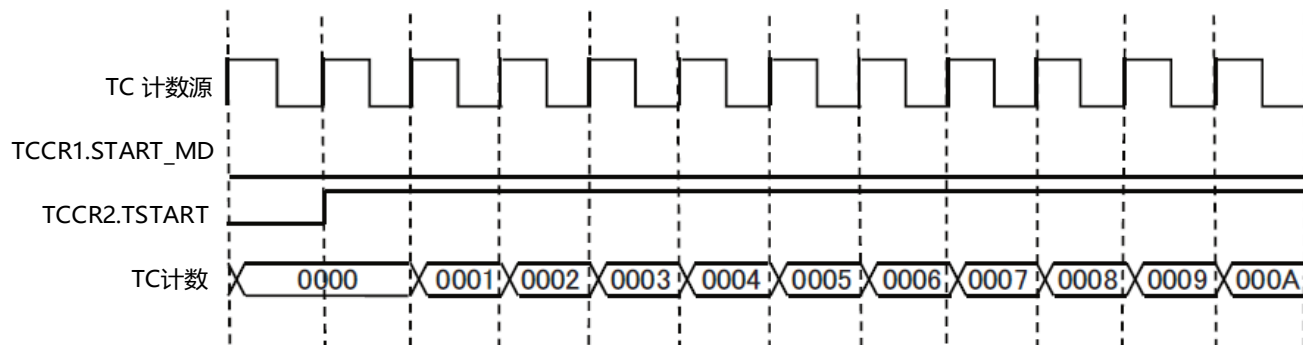 TC 计数源
TCCR1.START_MD
TCCR2.TSTART
TC计数 0000 0001 0002 0003 0004 0005 0006 0007 0008 0009 000A